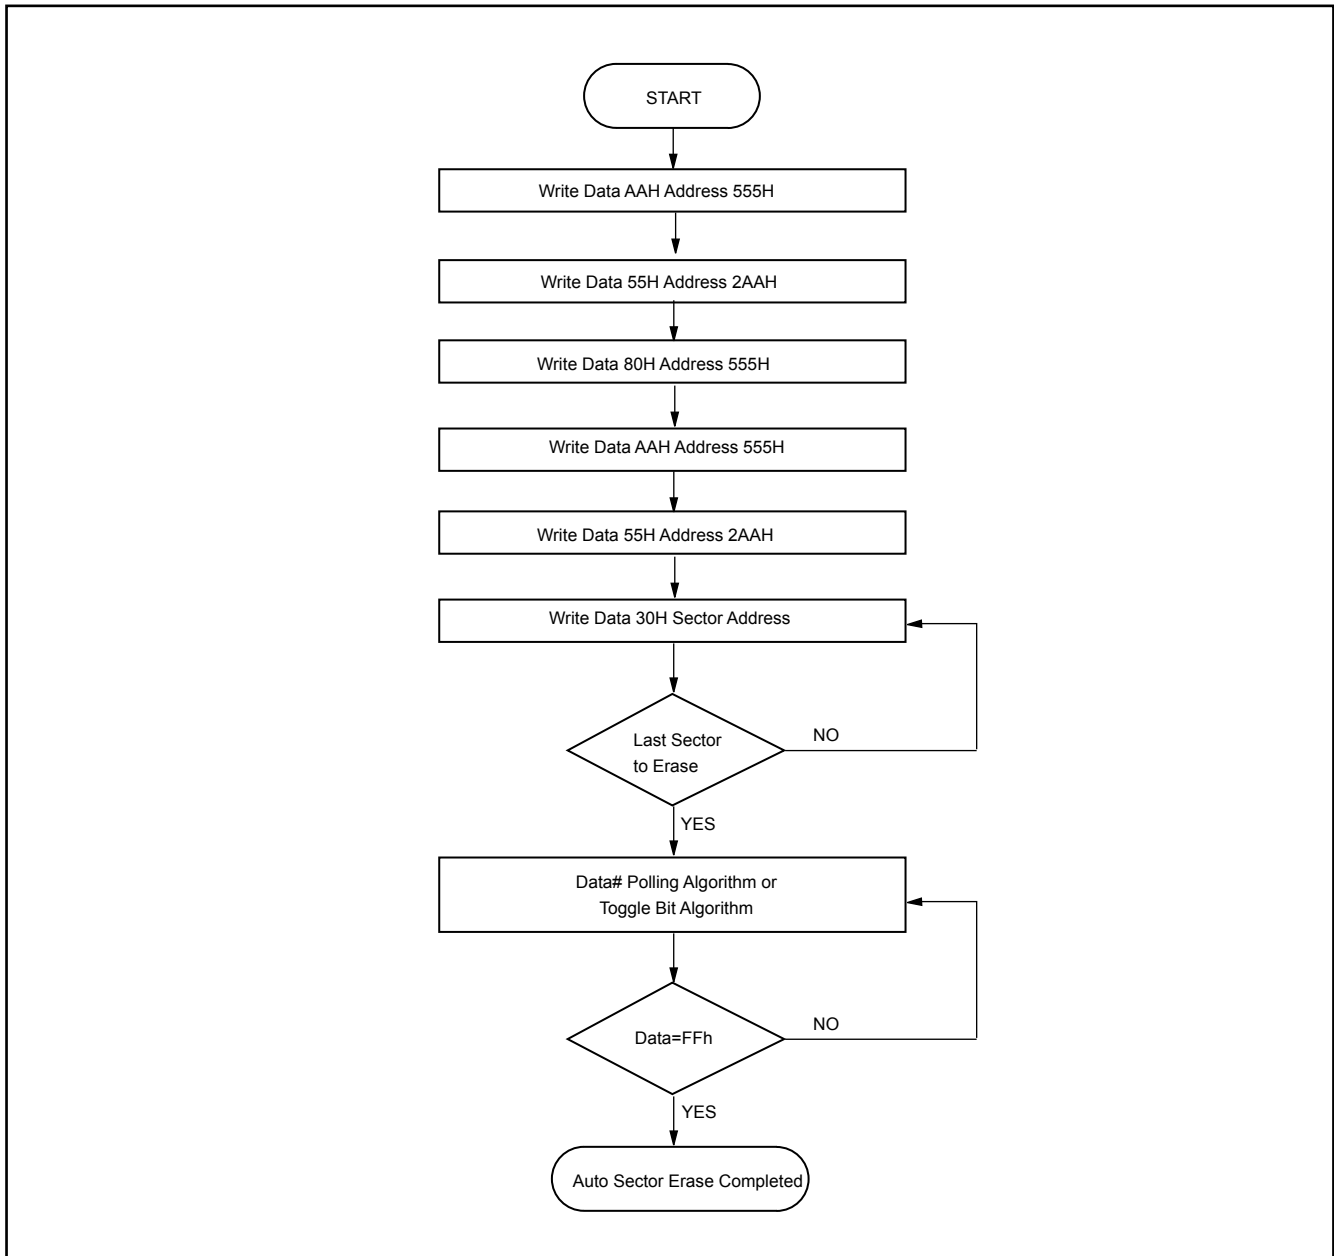 START
Write Data AAH Address 555H
Write Data 55H Address 2AAH
Write Data 80H Address 555H
Write Data AAH Address 555H
Write Data 55H Address 2AAH
Write Data 30H Sector Address
Last Sector
to Erase
NO
YES
Data# Polling Algorithm or
Toggle Bit Algorithm
Data=FFh
NO
YES
Auto Sector Erase Completed